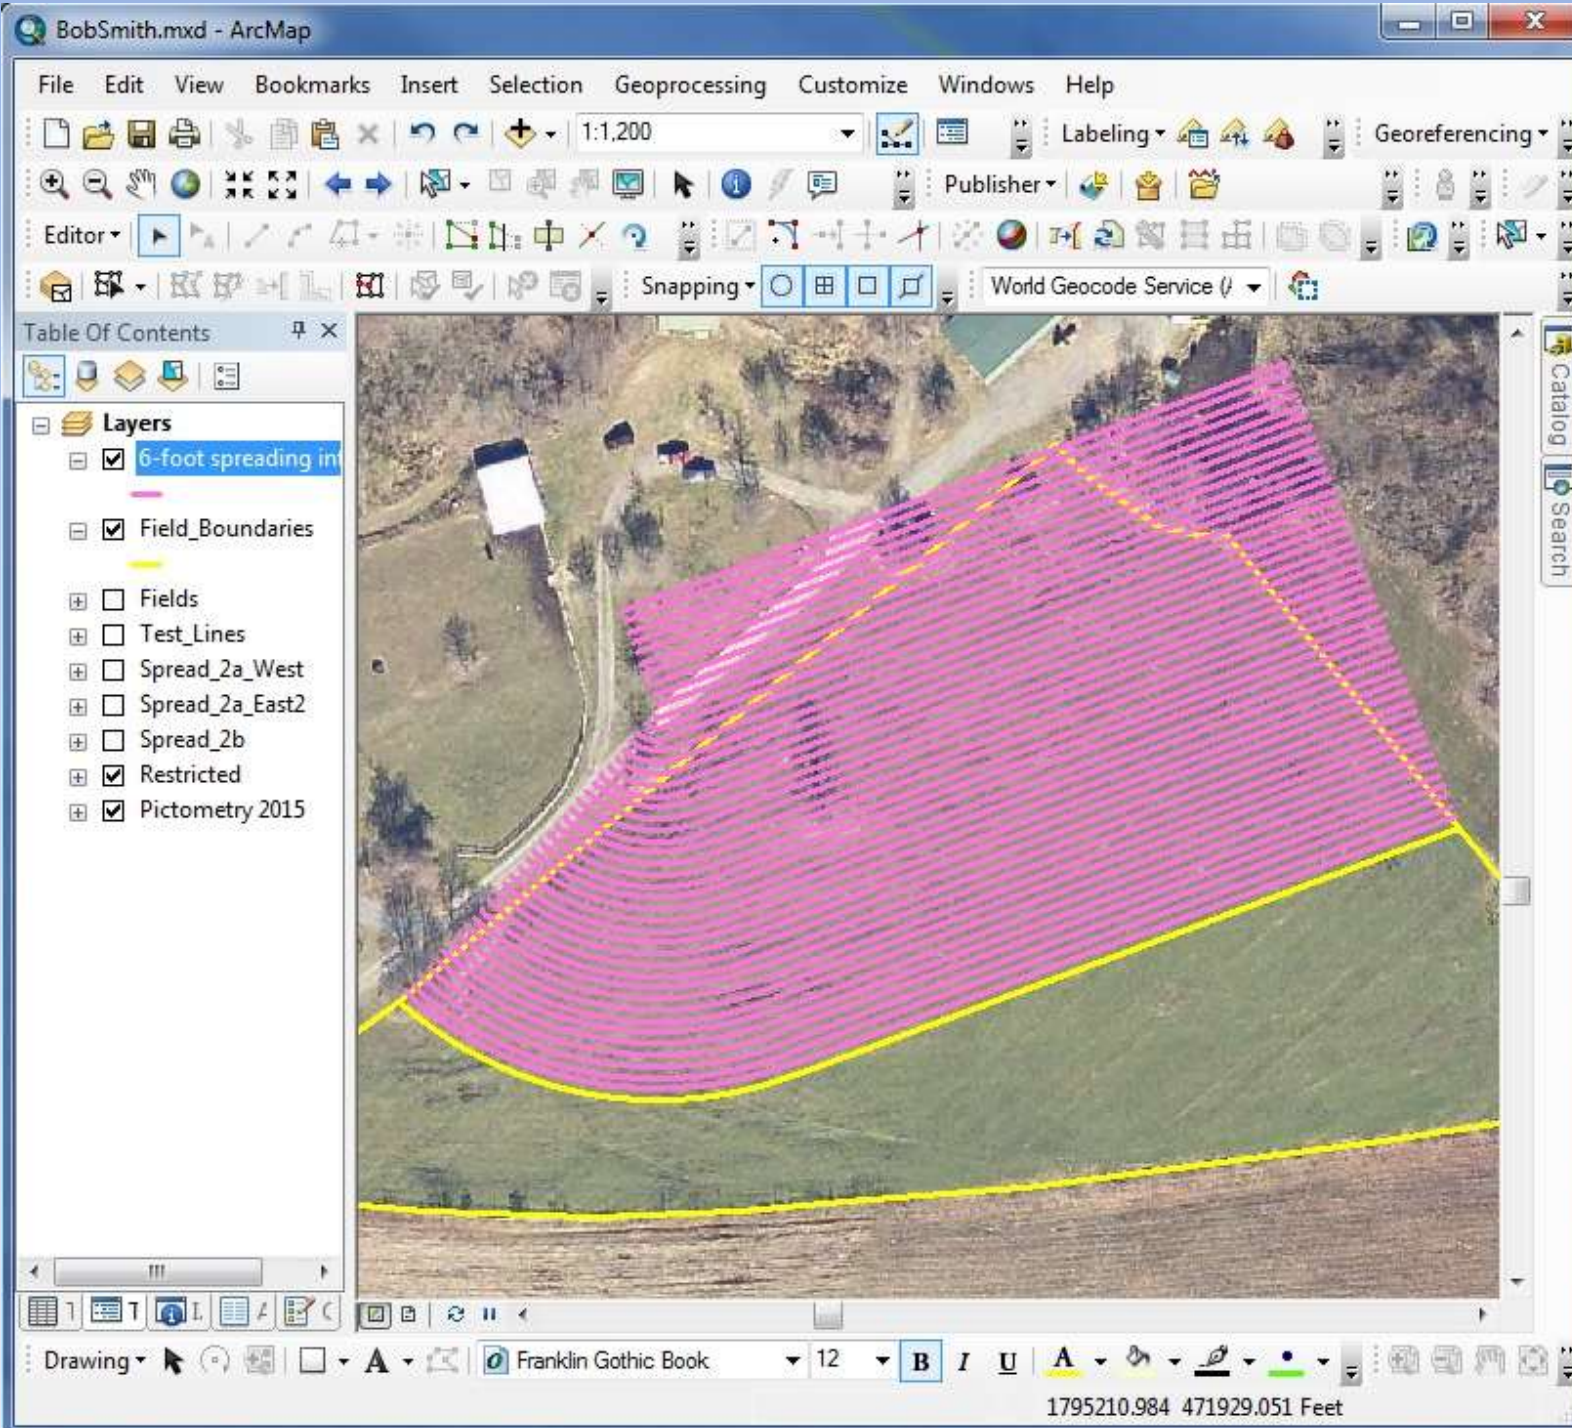 BobSmith.mxd - ArcMap
File Edit View Bookmarks Insert Selection Geoprocessing Customize Windows Help
1:1,200 Labeling Georeferencing
Publisher
Editor
Snapping World Geocode Service (
Table Of Contents
Layers
6-foot spreading int
Field_Boundaries
Fields
Test_Lines
Spread_2a_West
Spread_2a_East2
Spread_2b
Restricted
Pictometry 2015
Catalog
Search
Drawing A Franklin Gothic Book 12 B I U A
1795210.984 471929.051 Feet